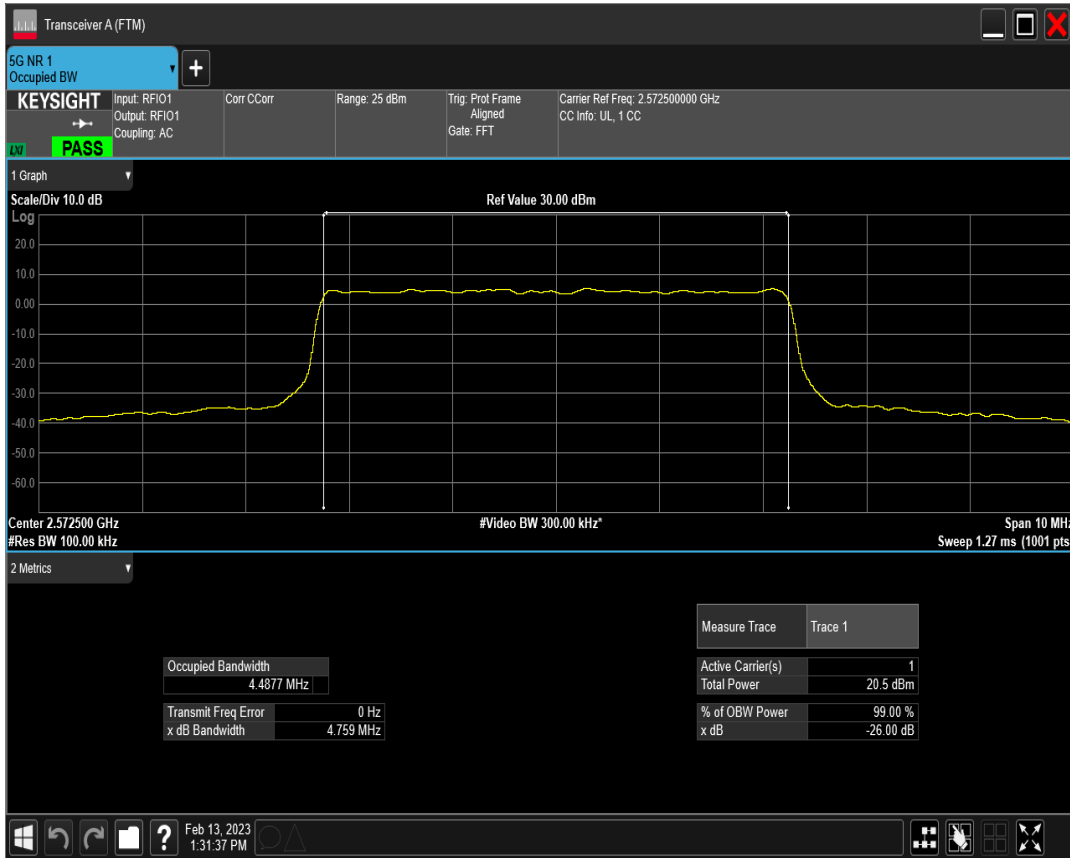 Transceiver A (FTM)
5G NR 1
Occupied BW
+
KEYSIGHT
LXI
PASS
Input: RFIO1
Output: RFIO1
Coupling: AC
Corr CCorr
Range: 25 dBm
Trig: Prot Frame
Aligned
Gate: FFT
Carrier Ref Freq: 2.572500000 GHz
CC Info: UL, 1 CC
1 Graph
Scale/Div 10.0 dB
Ref Value 30.00 dBm
Log
20.0
10.0
0.00
-10.0
-20.0
-30.0
-40.0
-50.0
-60.0
Center 2.572500 GHz
#Video BW 300.00 kHz*
Span 10 MHz
#Res BW 100.00 kHz
Sweep 1.27 ms (1001 pts
2 Metrics
Measure Trace Trace 1
Occupied Bandwidth
4.4877 MHz
Active Carrier(s) 1
Total Power 20.5 dBm
Transmit Freq Error 0 Hz
x dB Bandwidth 4.759 MHz
% of OBW Power 99.00 %
x dB -26.00 dB
?
Feb 13, 2023
1:31:37 PM